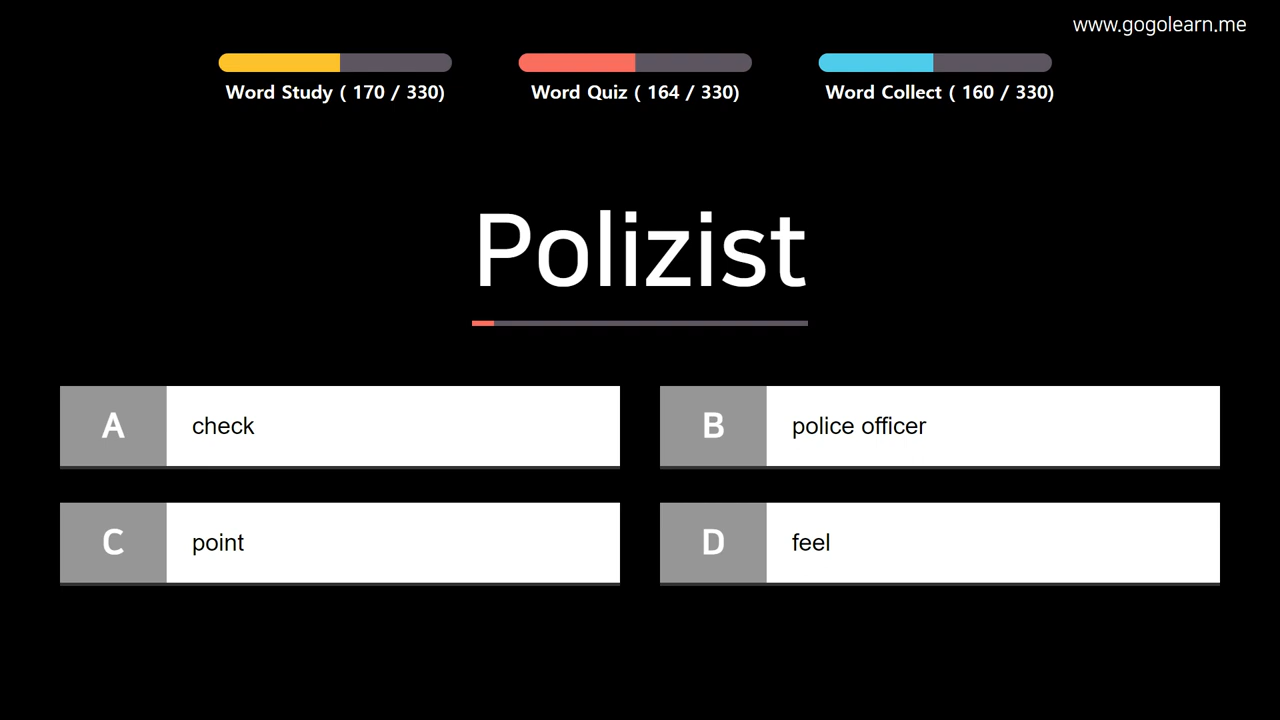 www.gogolearn.me
Word Study ( 170 / 330)
Word Quiz ( 164 / 330)
Word Collect ( 160 / 330)
Polizist
A check
B police officer
C point
D feel